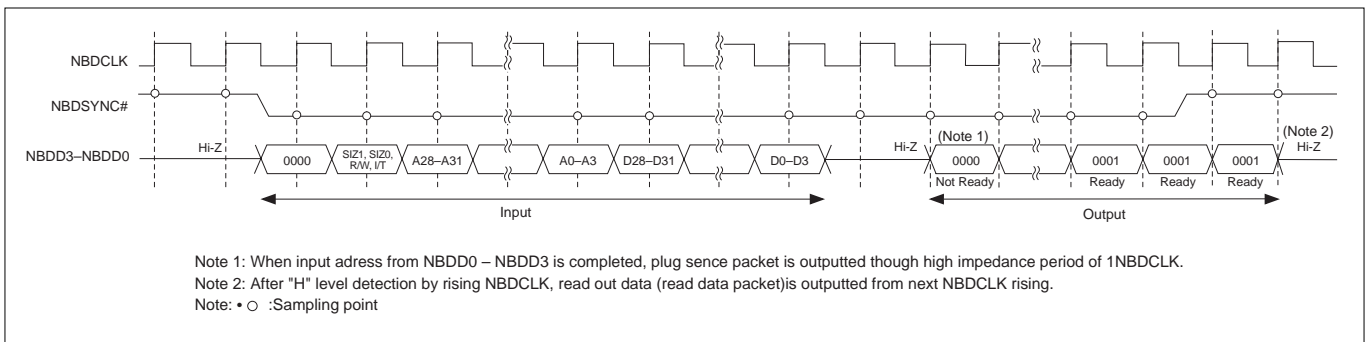 NBDCLK
NBDSYNC#
NBDD3–NBDD0
Hi-Z
0000
SIZ1, SIZ0,
R/W, I/T
A28–A31
A0–A3
D28–D31
D0–D3
Hi-Z
(Note 1)
0000
Not Ready
0001
Ready
0001
Ready
0001
Ready
(Note 2)
Hi-Z
Input
Output
Note 1: When input adress from NBDD0 – NBDD3 is completed, plug sence packet is outputted though high impedance period of 1NBDCLK.
Note 2: After "H" level detection by rising NBDCLK, read out data (read data packet)is outputted from next NBDCLK rising.
Note: • ○ :Sampling point